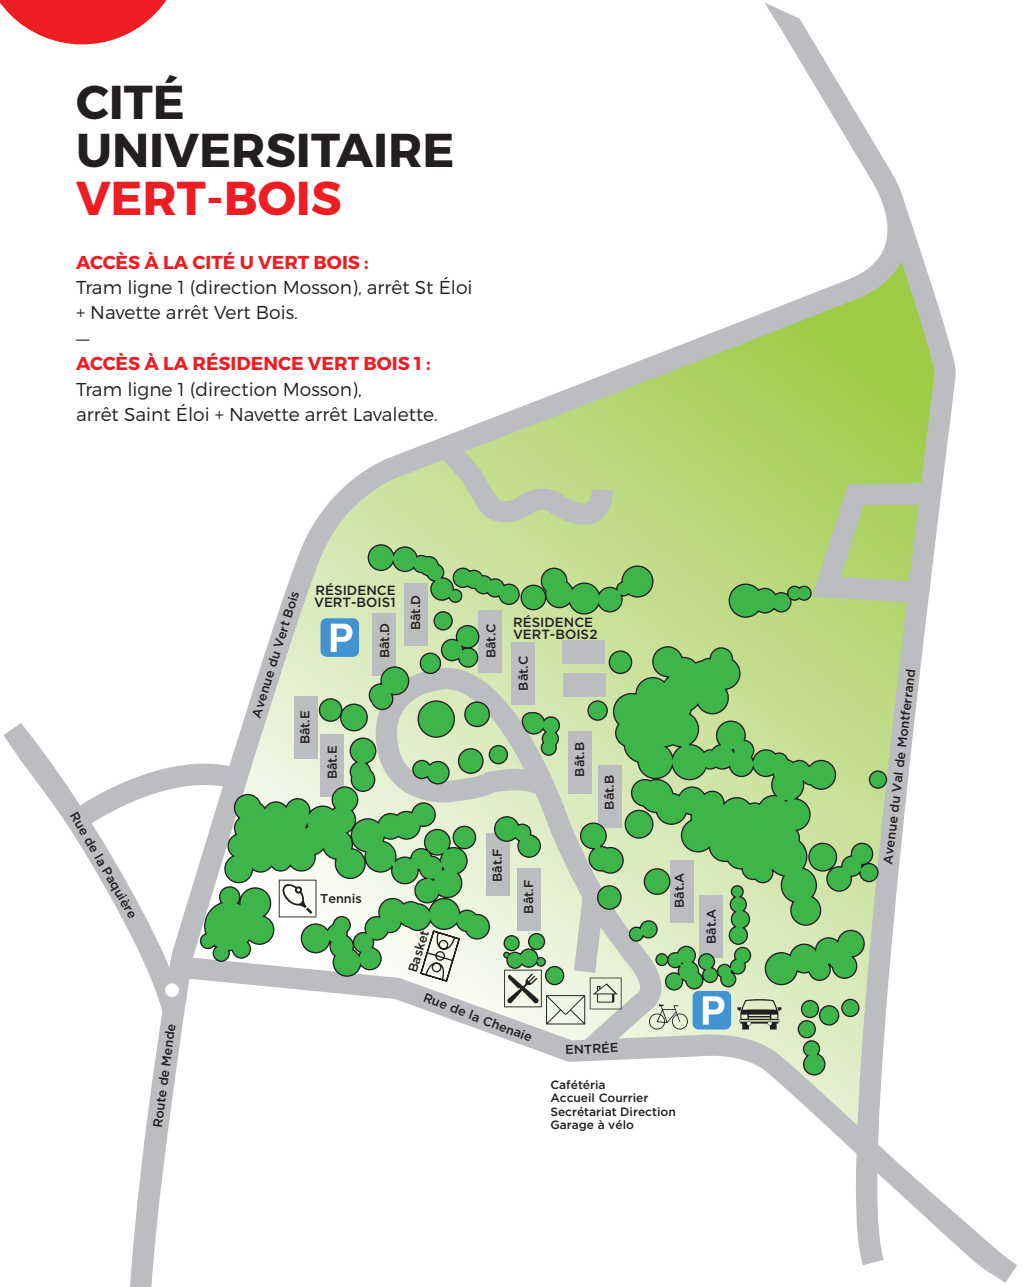 CITÉ
UNIVERSITAIRE
VERT-BOIS
ACCÈS À LA CITÉ U VERT BOIS :
Tram ligne 1 (direction Mosson), arrêt St Éloi
+ Navette arrêt Vert Bois.
—
ACCÈS À LA RÉSIDENCE VERT BOIS 1 :
Tram ligne 1 (direction Mosson),
arrêt Saint Éloi + Navette arrêt Lavalette.
RÉSIDENCE
VERT-BOIS1
P
Bât.D
Bât.D
Bât.C
RÉSIDENCE
VERT-BOIS2
Bât.C
Avenue du Vert Bois
Bât.E
Bât.E
Bât.B
Bât.B
Avenue du Val de Montferrand
Rue de la Paquière
Bât.F
Bât.F
Bât.A
Bât.A
Tennis
Basket
P
Rue de la Chenaie
ENTRÉE
Route de Mende
Cafétéria
Accueil Courrier
Secrétariat Direction
Garage à vélo